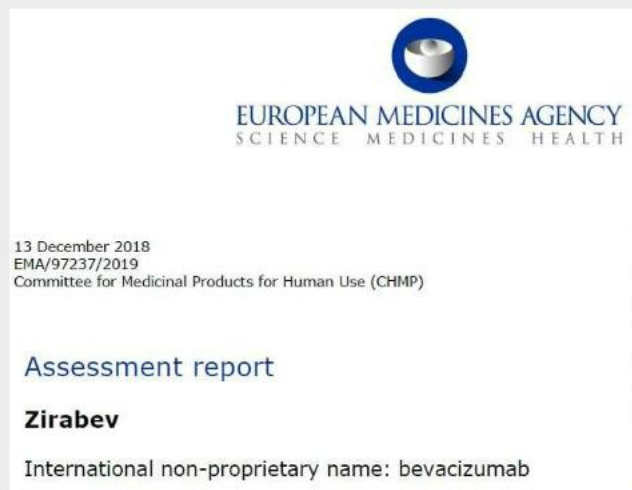 EUROPEAN MEDICINES AGENCY
SCIENCE MEDICINES HEALTH
13 December 2018
EMA/97237/2019
Committee for Medicinal Products for Human Use (CHMP)
Assessment report
Zirabev
International non-proprietary name: bevacizumab